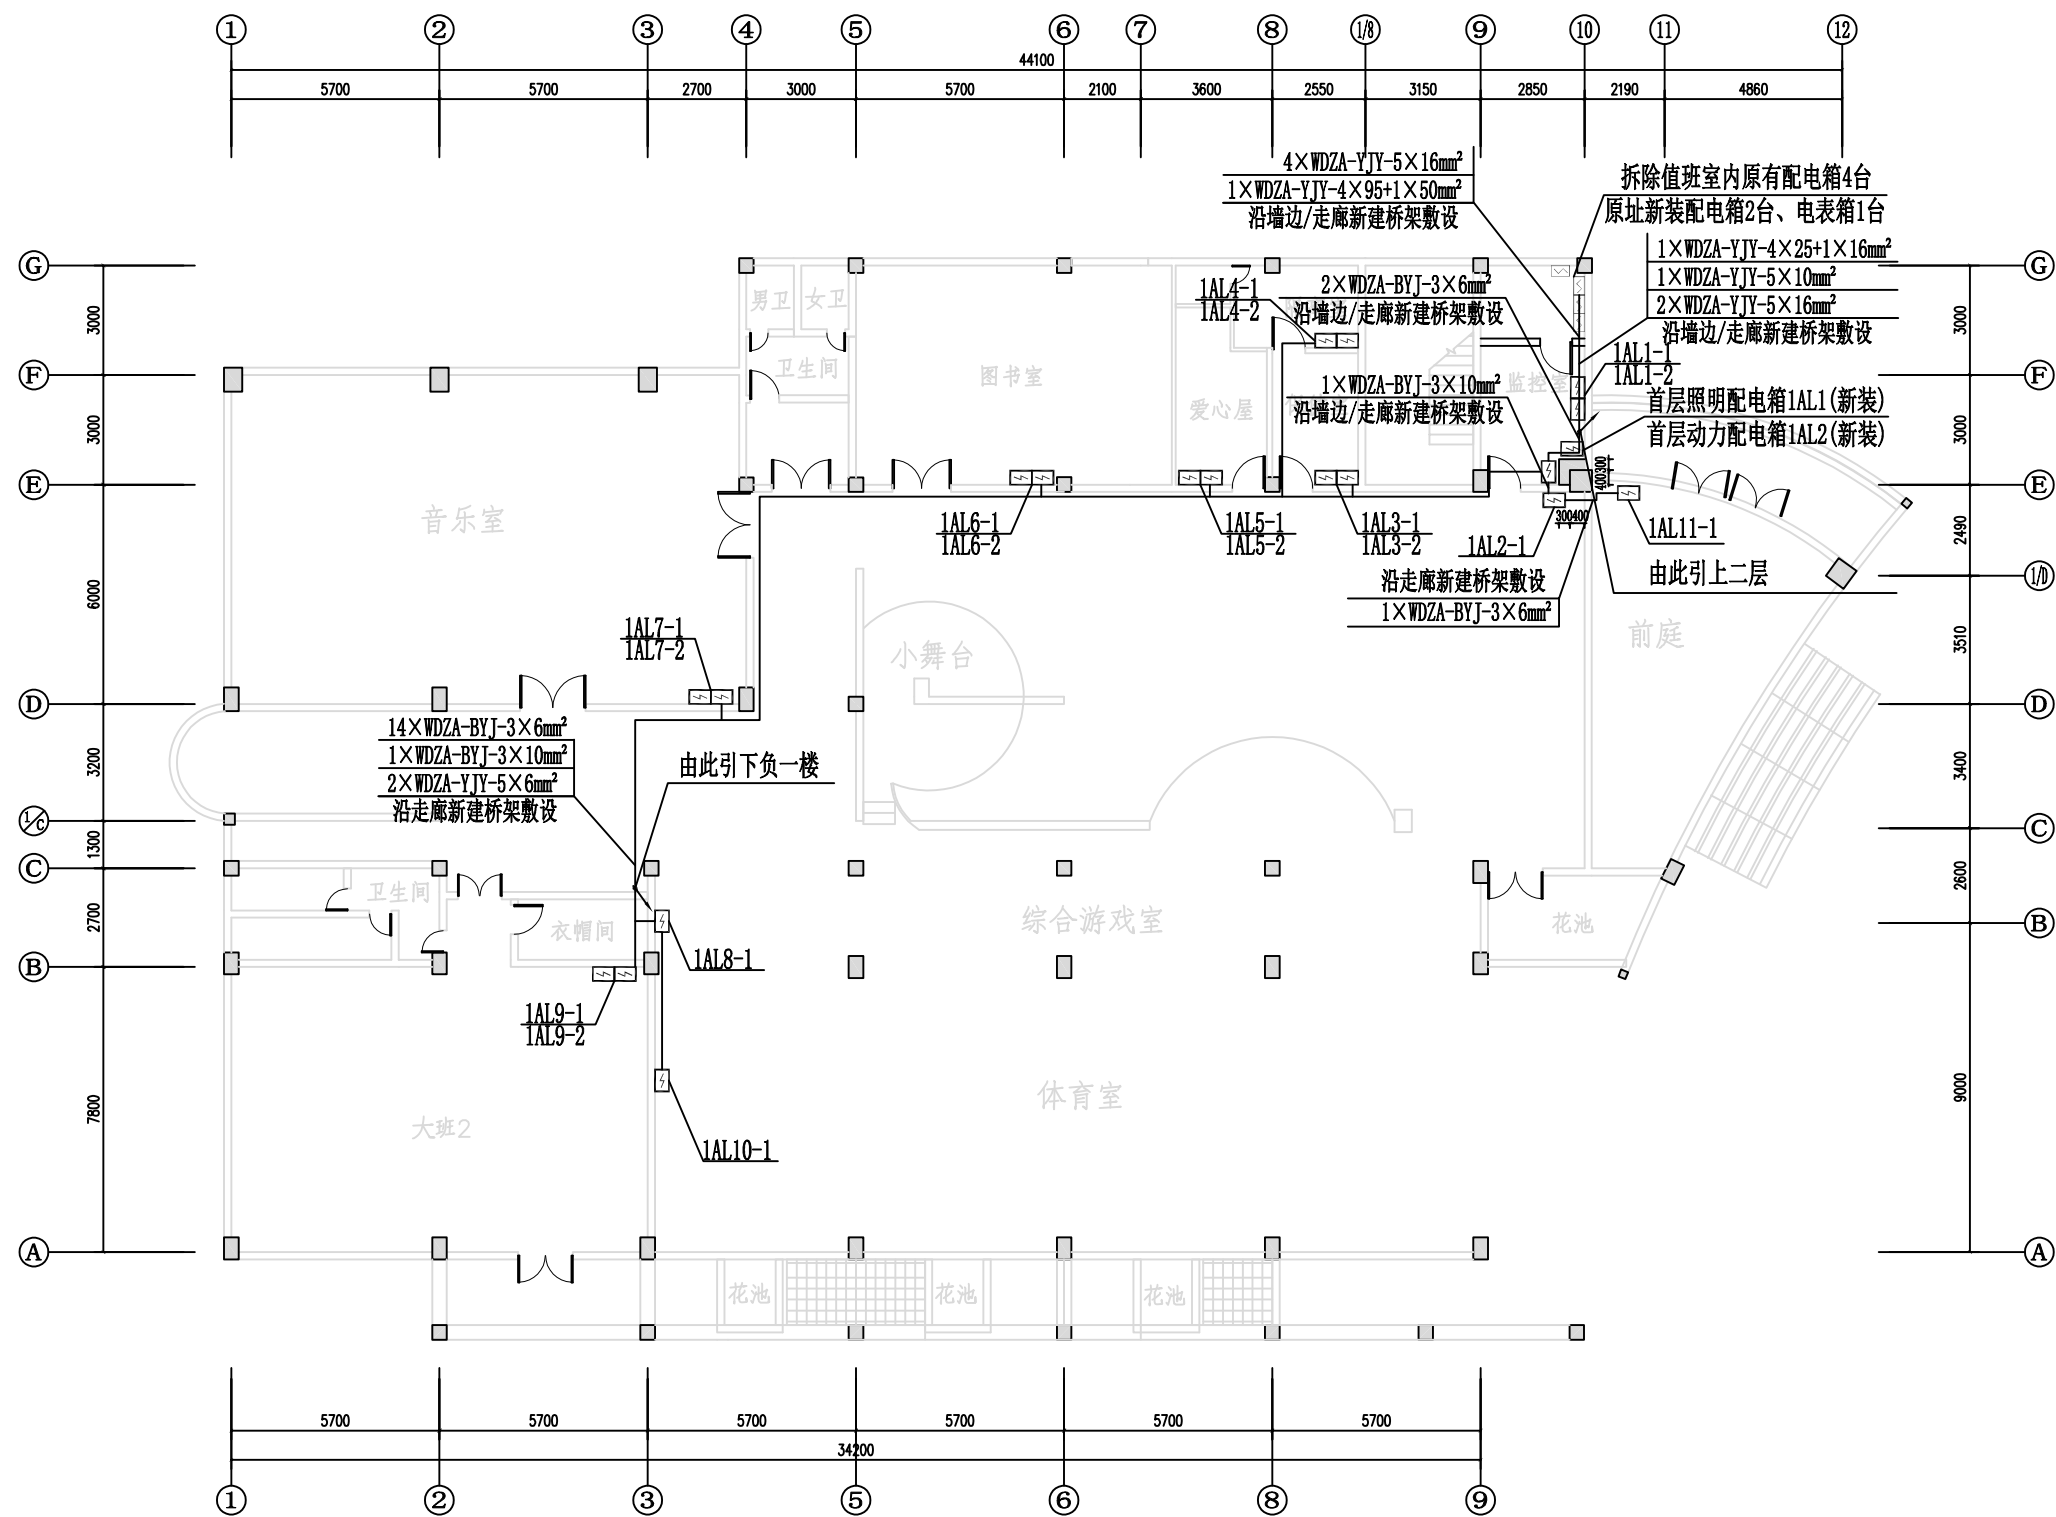 1 2 3 4 5 6 7 8 1/8 9 10 11 12
44100
5700 5700 2700 3000 5700 2100 3600 2550 3150 2850 2190 4860
4×WDZA-YJY-5×16mm²
1×WDZA-YJY-4×95+1×50mm²
沿墙边/走廊新建桥架敷设
拆除值班室内原有配电箱4台
原址新装配电箱2台、电表箱1台
1×WDZA-YJY-4×25+1×16mm²
1×WDZA-YJY-5×10mm²
2×WDZA-YJY-5×16mm²
沿墙边/走廊新建桥架敷设
G
G
男卫
女卫
1AL4-1
1AL4-2
2×WDZA-BYJ-3×6mm²
沿墙边/走廊新建桥架敷设
3000
3000
1AL1-1
1AL1-2
F
F
卫生间
图书室
爱心屋
监控室
1×WDZA-BYJ-3×10mm²
沿墙边/走廊新建桥架敷设
首层照明配电箱1AL1(新装)
首层动力配电箱1AL2(新装)
3000
3000
400300
E
E
音乐室
1AL6-1
1AL6-2
1AL5-1
1AL5-2
1AL3-1
1AL3-2
300400
1AL2-1
1AL11-1
2490
沿走廊新建桥架敷设
1×WDZA-BYJ-3×6mm²
由此引上二层
1/D
6000
1AL7-1
1AL7-2
小舞台
前庭
3510
D
D
14×WDZA-BYJ-3×6mm²
1×WDZA-BYJ-3×10mm²
2×WDZA-YJY-5×6mm²
沿走廊新建桥架敷设
由此引下负一楼
3200
3400
1/C
C
1300
C
卫生间
衣帽间
综合游戏室
花池
2700
2600
B
B
1AL8-1
1AL9-1
1AL9-2
7800
9000
大班2
体育室
1AL10-1
A
A
花池
花池
花池
5700 5700 5700 5700 5700 5700
34200
1 2 3 5 6 8 9